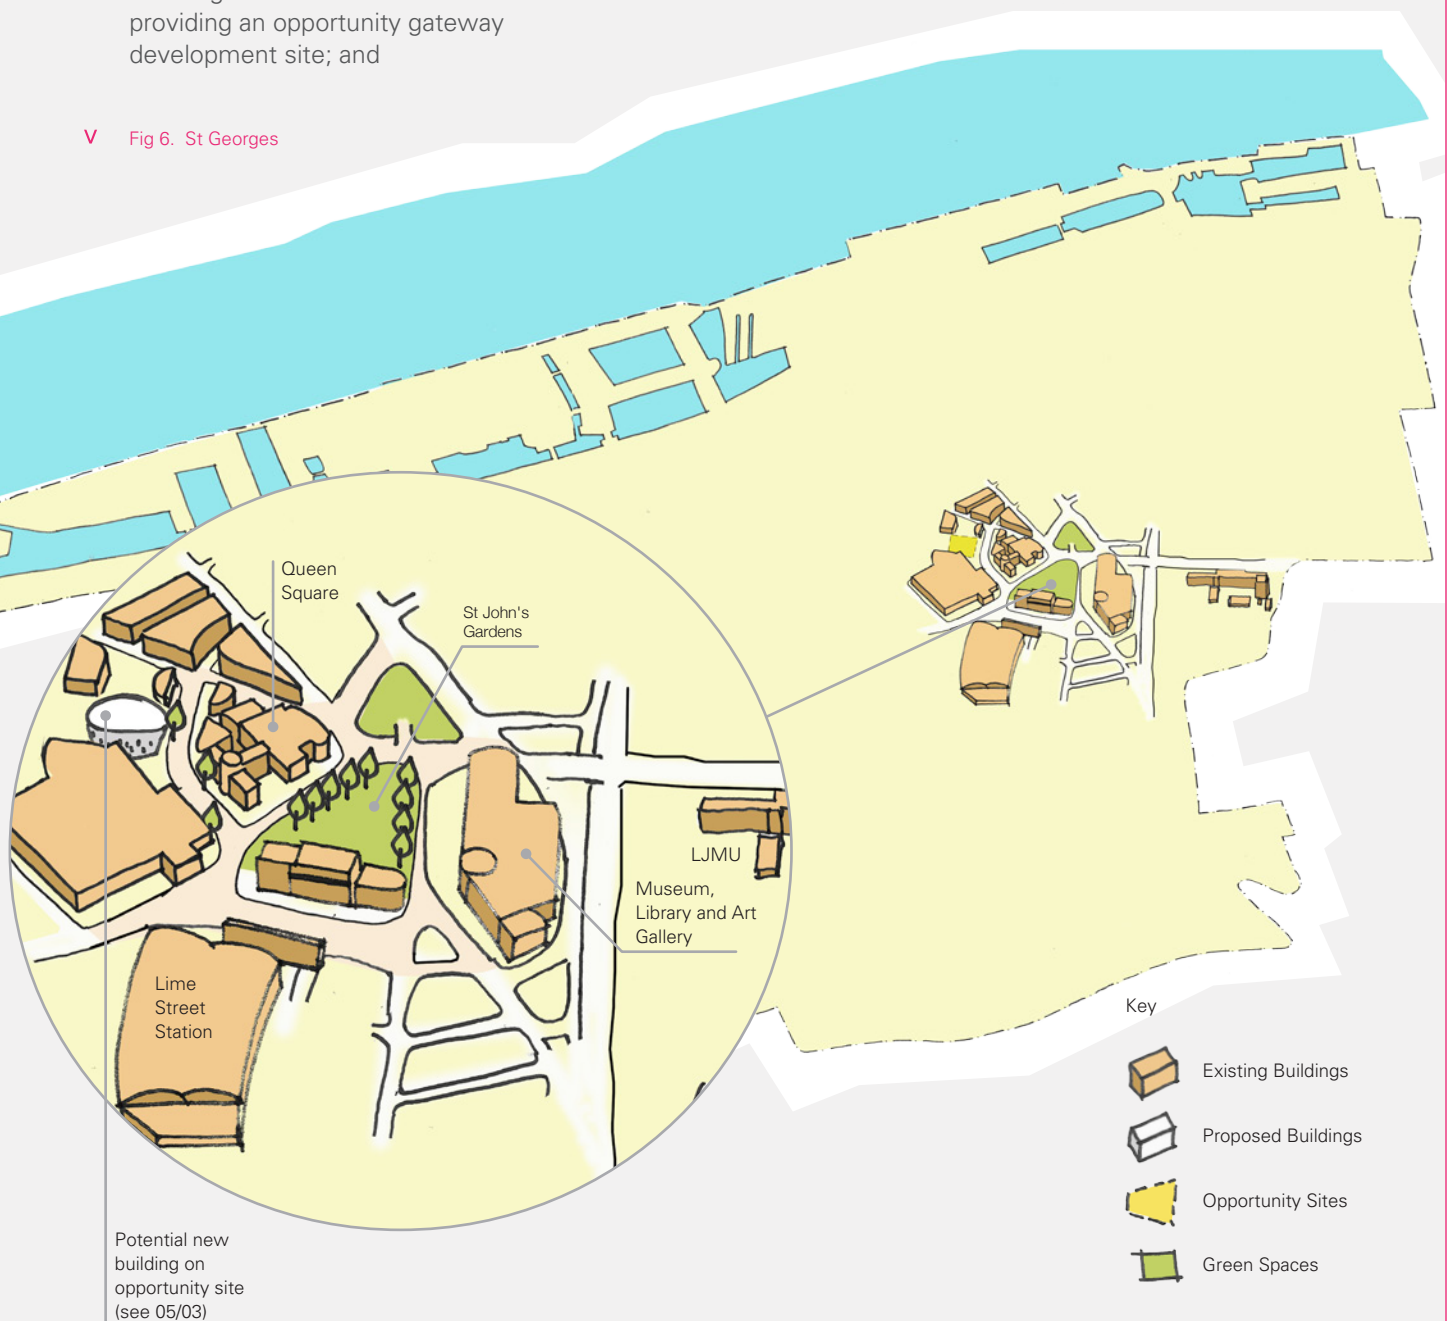 providing an opportunity gateway
development site; and
V Fig 6. St Georges
Queen
Square
St John's
Gardens
LJMU
Museum,
Library and Art
Gallery
Lime
Street
Station
Potential new
building on
opportunity site
(see 05/03)
Key
Existing Buildings
Proposed Buildings
Opportunity Sites
Green Spaces